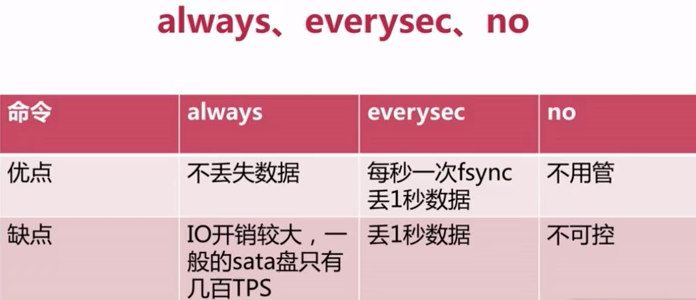 always、everysec、no
命令 always everysec no
优点 不丢失数据 每秒一次fsync 不用管
丢1秒数据
缺点 IO开销较大，一 丢1秒数据 不可控
般的sata盘只有
几百TPS